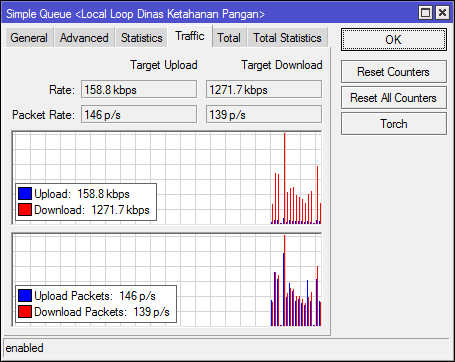 Simple Queue <Local Loop Dinas Ketahanan Pangan>
General Advanced Statistics Traffic Total Total Statistics
OK
Target Upload Target Download
Reset Counters
Rate: 158.8 kbps 1271.7 kbps
Reset All Counters
Packet Rate: 146 p/s 139 p/s
Torch
Upload: 158.8 kbps
Download: 1271.7 kbps
Upload Packets: 146 p/s
Download Packets: 139 p/s
enabled